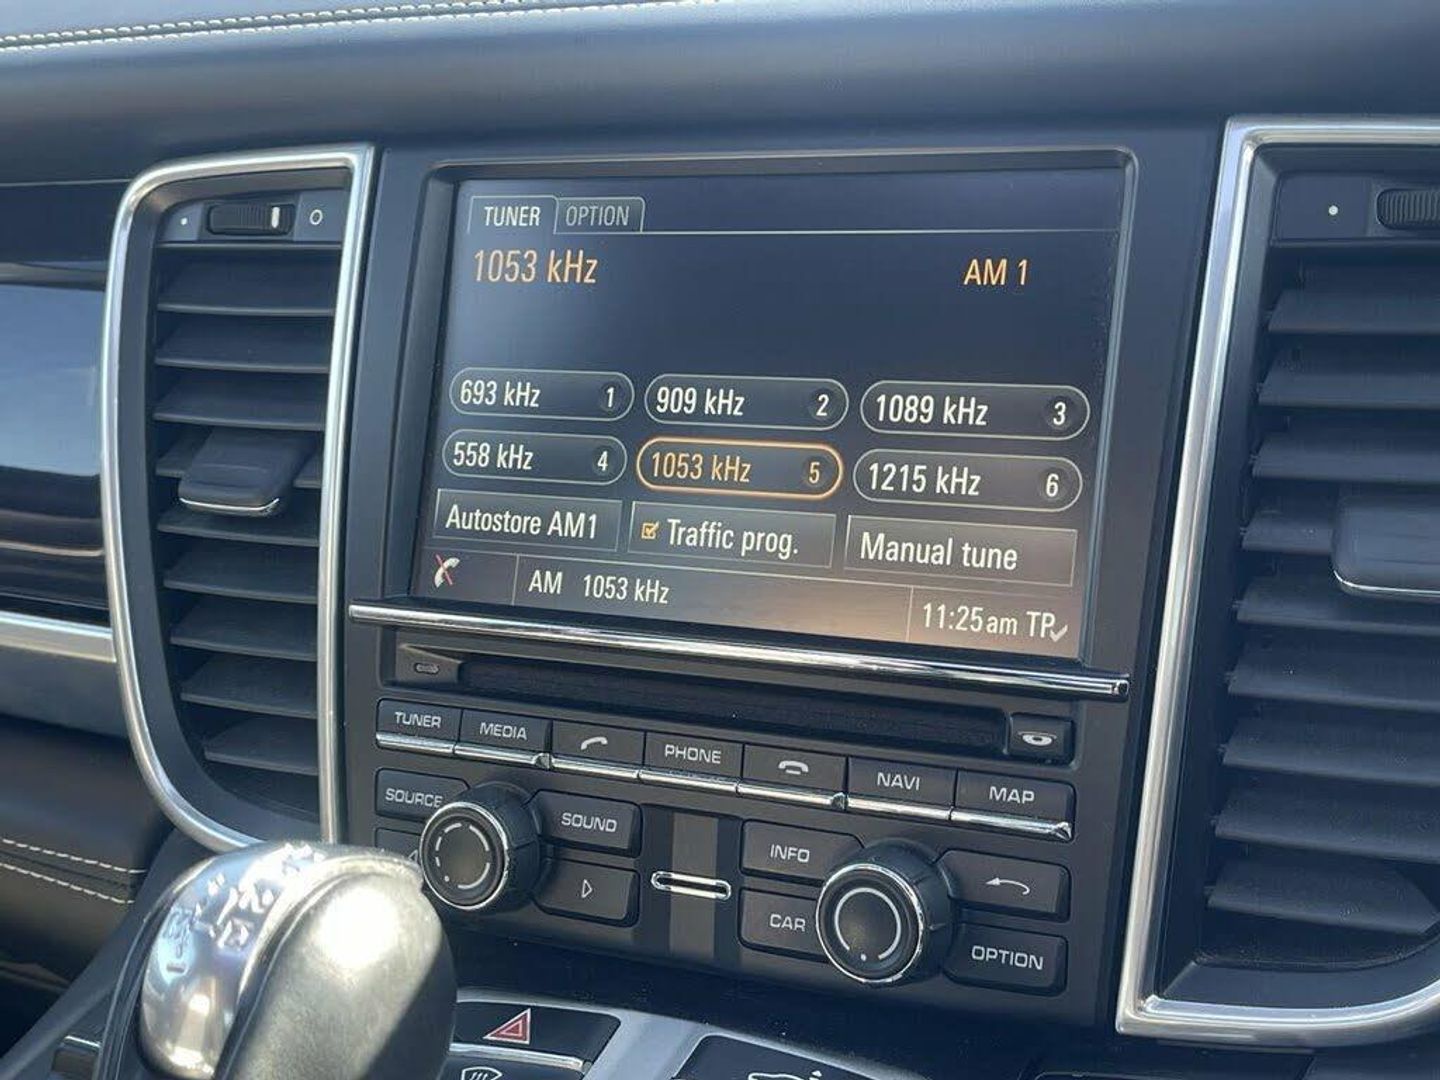 TUNER OPTION
1053 kHz AM 1
693 kHz 1 909 kHz 2 1089 kHz 3
558 kHz 4 1053 kHz 5 1215 kHz 6
Autostore AM1 Traffic prog. Manual tune
AM 1053 kHz 11:25am TP
TUNER MEDIA PHONE NAVI MAP
SOURCE SOUND INFO
CAR OPTION